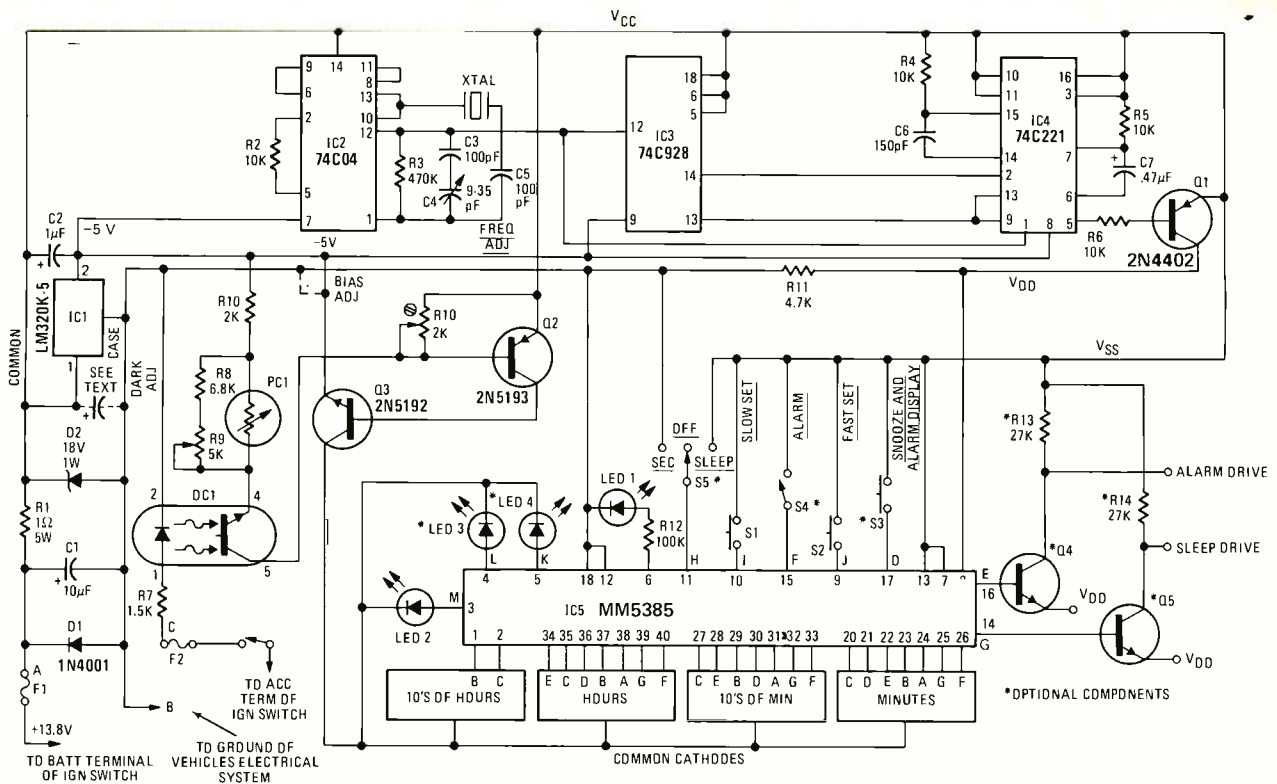 VCC
9
6
2
5
7
14
11
8
13
10
12
1
IC2
74C04
R2
10K
XTAL
R3
470K
C3
100pF
C4
9-35
pF
C5
100
pF
FREQ
ADJ
12
9
18
6
5
14
13
IC3
74C928
R4
10K
C6
150pF
10
11
15
14
2
13
9
1
8
16
3
7
6
5
IC4
74C221
R5
10K
C7
.47µF
R6
10K
Q1
2N4402
C2
1µF
-5 V
-5V
COMMON
LM320K-5
IC1
2
1
CASE
SEE
TEXT
DARK
ADJ
D2
18V
1W
R1
1Ω
5W
C1
10µF
D1
1N4001
A
F1
+13.8V
TO BATT TERMINAL
OF IGN SWITCH
B
TO GROUND OF
VEHICLES ELECTRICAL
SYSTEM
R10
2K
R8
6.8K
R9
5K
PC1
OC1
2
4
1
5
R7
1.5K
C
F2
TO ACC
TERM OF
IGN SWITCH
BIAS
ADJ
R10
2K
Q2
2N5193
Q3
2N5192
R11
4.7K
VDD
VSS
SEC
OFF
SLEEP
S5 *
SLOW SET
S1
ALARM
S4 *
FAST SET
S2
SNOOZE AND
ALARM DISPLAY
*S3
*R13
27K
*R14
27K
ALARM DRIVE
SLEEP DRIVE
*Q4
VDD
*Q5
VDD
*LED 3
*LED 4
LED 1
R12
100K
LED 2
L
K
H
I
F
J
D
E
G
M
4
5
18
12
6
11
10
15
9
17
13
7
16
14
3
IC5 MM5385
1
2
34
35
36
37
38
39
40
27
28
29
30
31
32
33
20
21
22
23
24
25
26
B C
E C D B A G F
C E B D A G F
C D E B A G F
10'S OF HOURS
HOURS
10'S OF MIN
MINUTES
COMMON CATHODES
*OPTIONAL COMPONENTS